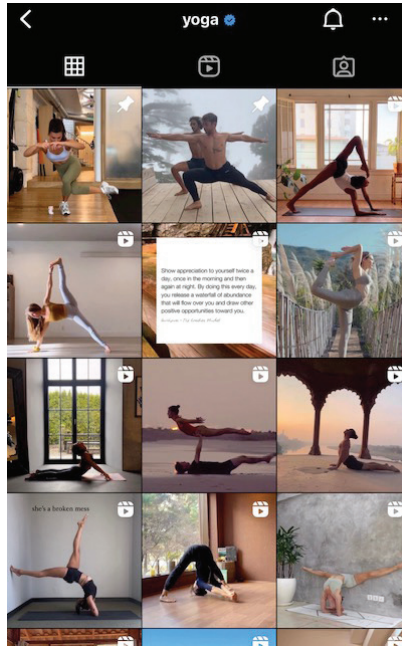 yoga
Show appreciation to yourself twice a
day, once in the morning and then
again at night. By doing this every day,
you release a waterfall of abundance
that will flow over you and draw other
positive opportunities toward you.
she's a broken mess